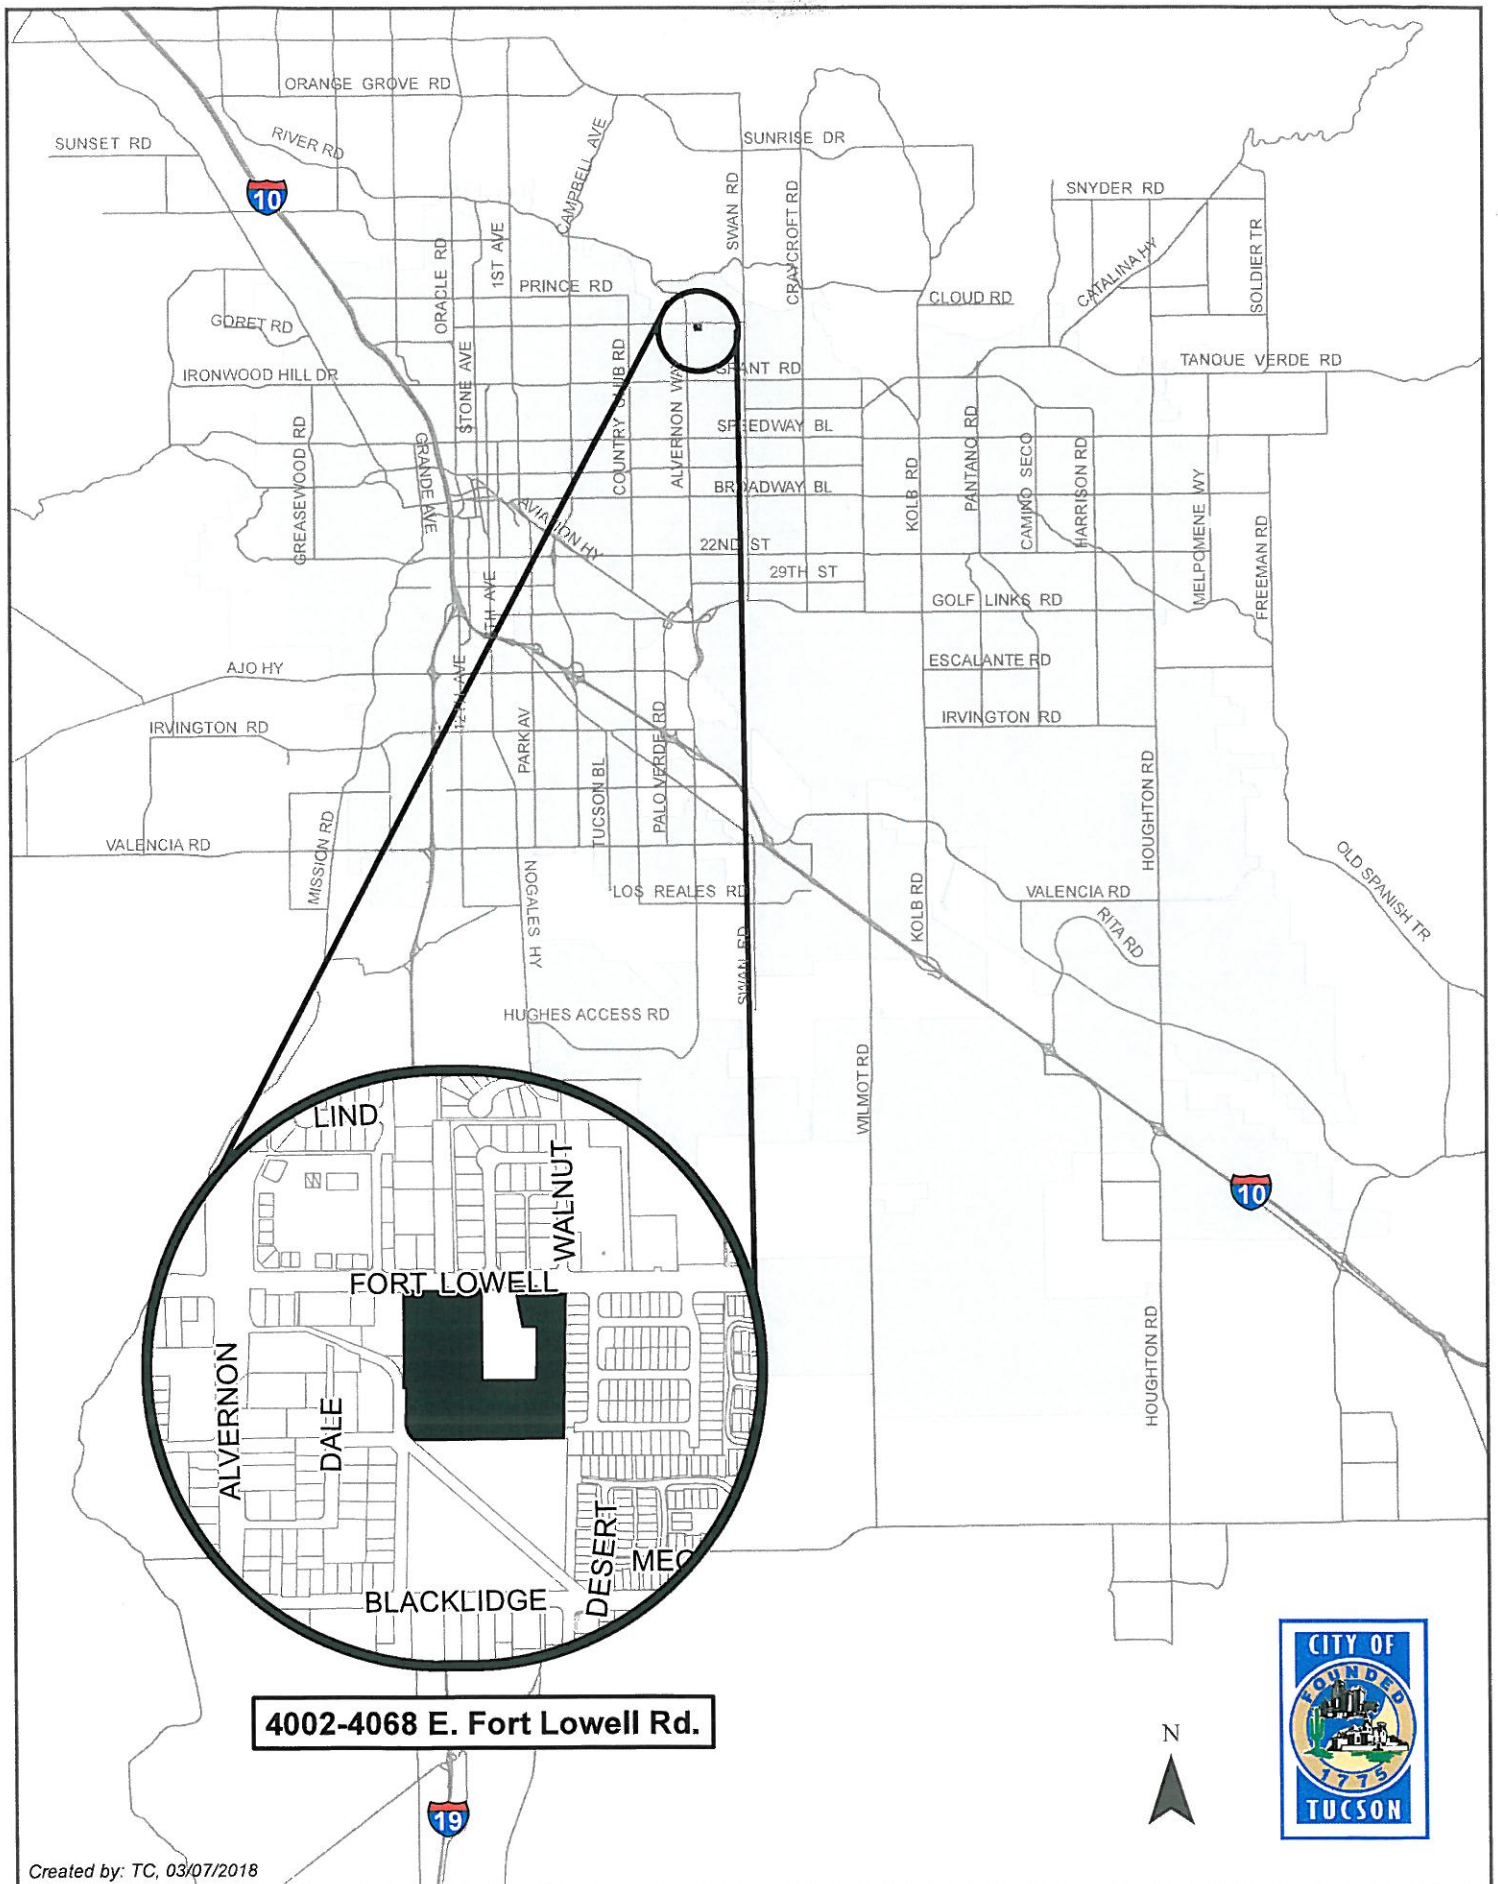 ORANGE GROVE RD
RIVER RD
SUNSET RD
CAMPBELL AVE
SUNRISE DR
SWAN RD
CRAYCROFT RD
SNYDER RD
10
ORACLE RD
1ST AVE
SOLDIER TR
CATALINA HY
PRINCE RD
CLOUD RD
GORET RD
STONE AVE
COUNTRY CLUB RD
TANQUE VERDE RD
IRONWOOD HILL DR
GRANT RD
ALVERNON WAY
GREASEWOOD RD
GRANDE AVE
SPEEDWAY BL
PANTANO RD
CAMINO SECO
HARRISON RD
KOLB RD
BROADWAY BL
MELPOMENE WY
FREEMAN RD
AVIATION HY
22ND ST
29TH ST
GOLF LINKS RD
ESCALANTE RD
AJO HY
12TH AVE
IRVINGTON RD
IRVINGTON RD
PARK AV
TUCSON BL
PALO VERDE RD
HOUGHTON RD
VALENCIA RD
MISSION RD
NOGALES HY
LOS REALES RD
KOLB RD
VALENCIA RD
RITA RD
OLD SPANISH TR
SWAN RD
HUGHES ACCESS RD
WILMOT RD
LIND
WALNUT
10
FORT LOWELL
ALVERNON
DALE
HOUGHTON RD
DESERT
BLACKLIDGE
4002-4068 E. Fort Lowell Rd.
N
CITY OF
FOUNDED
1775
TUCSON
19
Created by: TC, 03/07/2018